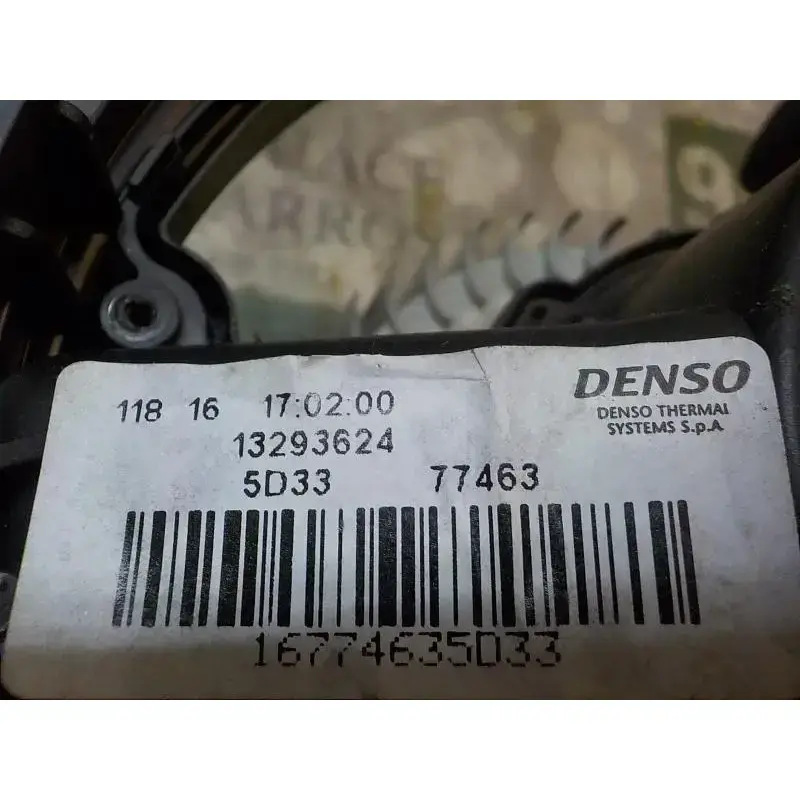 118 16 17:02:00
13293624
5D33 77463
DENSO
DENSO THERMAL
SYSTEMS S.p.A
16774635D33